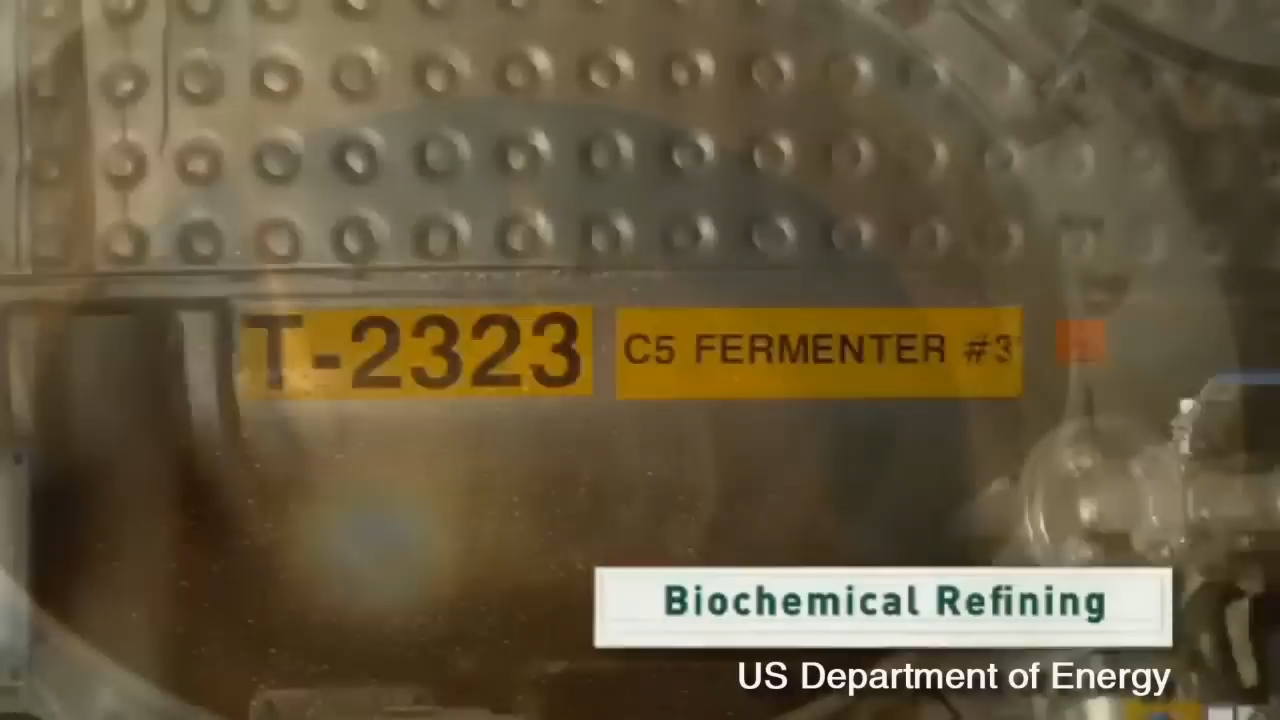 T-2323
C5 FERMENTER #3
Biochemical Refining
US Department of Energy